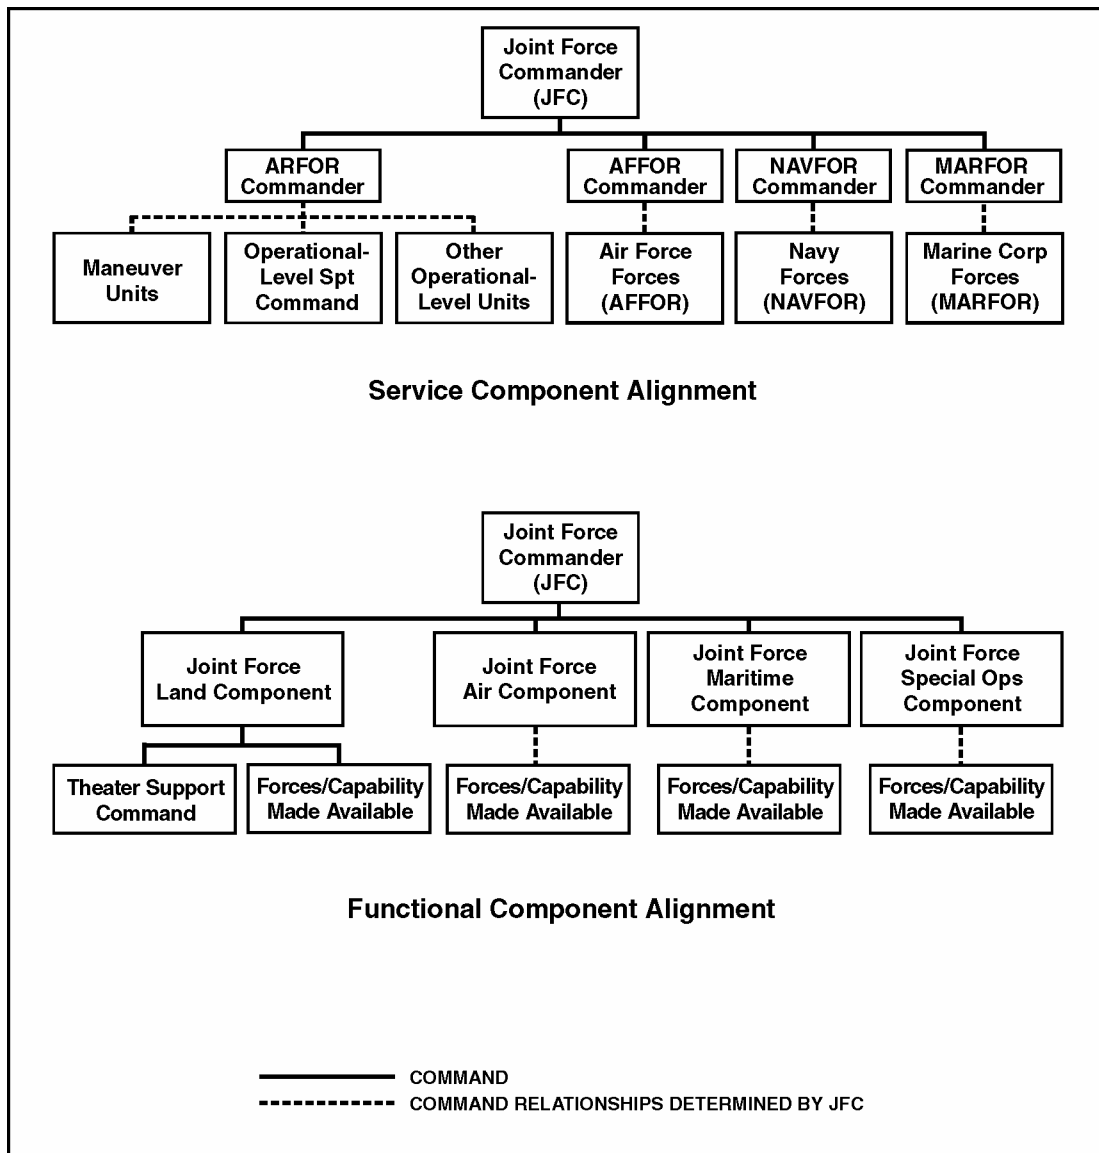 Joint Force
Commander
(JFC)
ARFOR
Commander
AFFOR
Commander
NAVFOR
Commander
MARFOR
Commander
Maneuver
Units
Operational-
Level Spt
Command
Other
Operational-
Level Units
Air Force
Forces
(AFFOR)
Navy
Forces
(NAVFOR)
Marine Corp
Forces
(MARFOR)
Service Component Alignment
Joint Force
Commander
(JFC)
Joint Force
Land Component
Joint Force
Air Component
Joint Force
Maritime
Component
Joint Force
Special Ops
Component
Theater Support
Command
Forces/Capability
Made Available
Forces/Capability
Made Available
Forces/Capability
Made Available
Forces/Capability
Made Available
Functional Component Alignment
COMMAND
COMMAND RELATIONSHIPS DETERMINED BY JFC